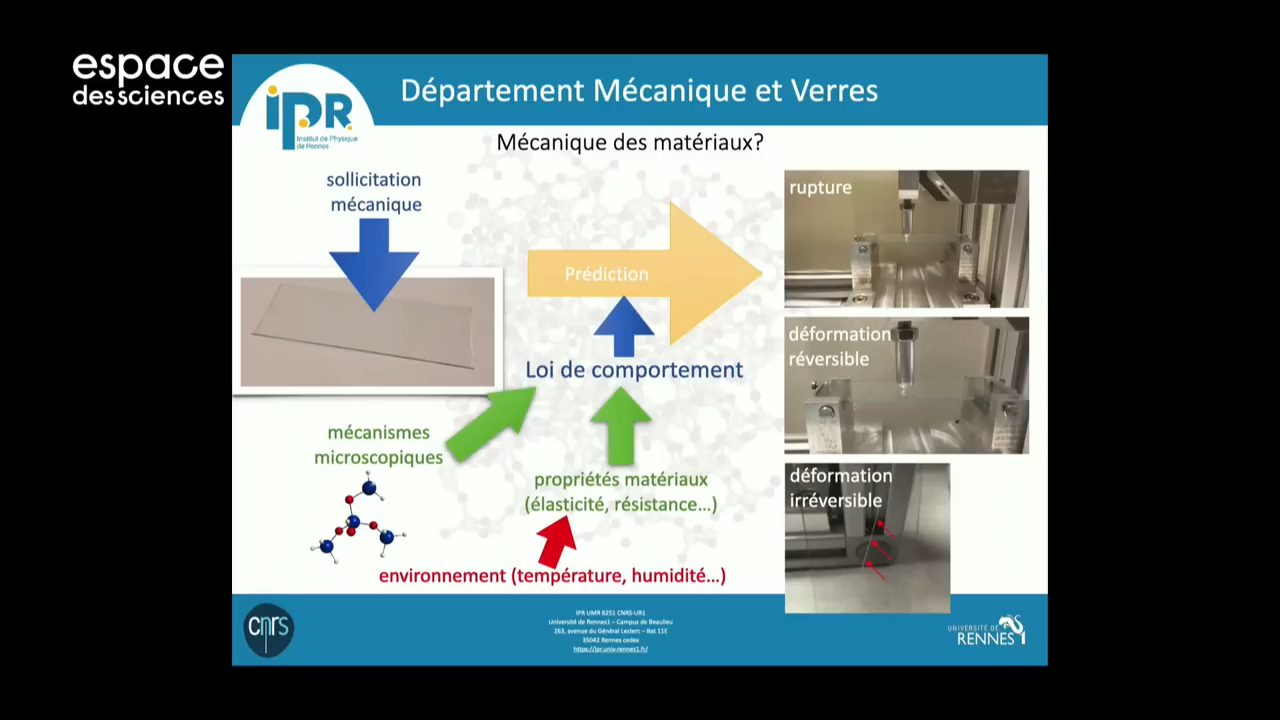 espace
des sciences
iPR
Institut de Physique
de Rennes
Département Mécanique et Verres
Mécanique des matériaux?
sollicitation
mécanique
Prédiction
Loi de comportement
mécanismes
microscopiques
propriétés matériaux
(élasticité, résistance...)
environnement (température, humidité...)
rupture
déformation
réversible
déformation
irréversible
cnrs
IPR UMR 6251 CNRS-UR1
Université de Rennes1 – Campus de Beaulieu
263, avenue du Général Leclerc – Bat 11E
35042 Rennes cedex
https://ipr.univ-rennes1.fr/
UNIVERSITÉ DE
RENNES 1